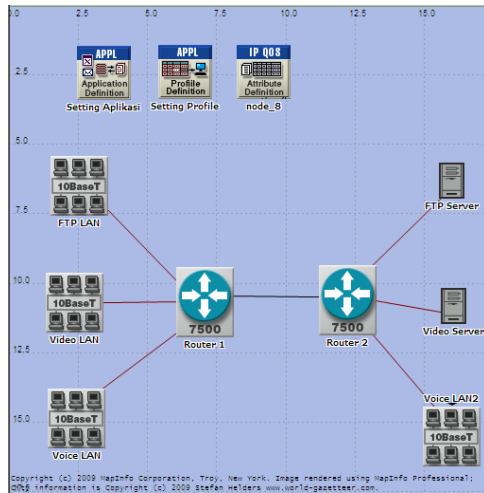 0.0 2.5 5.0 7.5 10.0 12.5 15.0
APPL
Application
Definition
Setting Aplikasi
APPL
Profile
Definition
Setting Profile
IP QOS
Attribute
Definition
node_8
2.5
5.0
10BaseT
FTP LAN
FTP Server
7.5
10.0
10BaseT
Video LAN
7500
Router 1
7500
Router 2
Video Server
12.5
10BaseT
Voice LAN
Voice LAN2
10BaseT
15.0
Copyright (c) 2009 MapInfo Corporation, Troy, New York. Image rendered using MapInfo Professional;
City information is Copyright (c) 2009 Stefan Helders www.world-gazetteer.com.